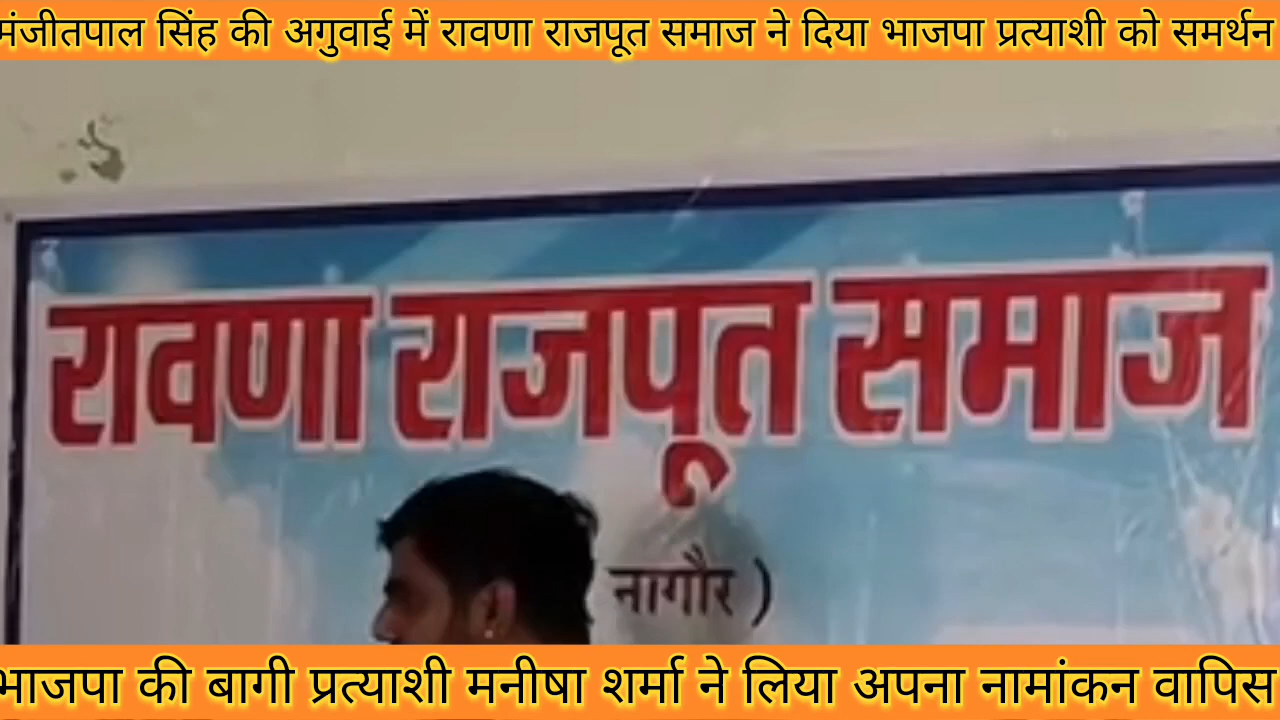 मंजीतपाल सिंह की अगुवाई में रावणा राजपूत समाज ने दिया भाजपा प्रत्याशी को समर्थन
रावणा राजपूत समाज
नागौर )
भाजपा की बागी प्रत्याशी मनीषा शर्मा ने लिया अपना नामांकन वापिस